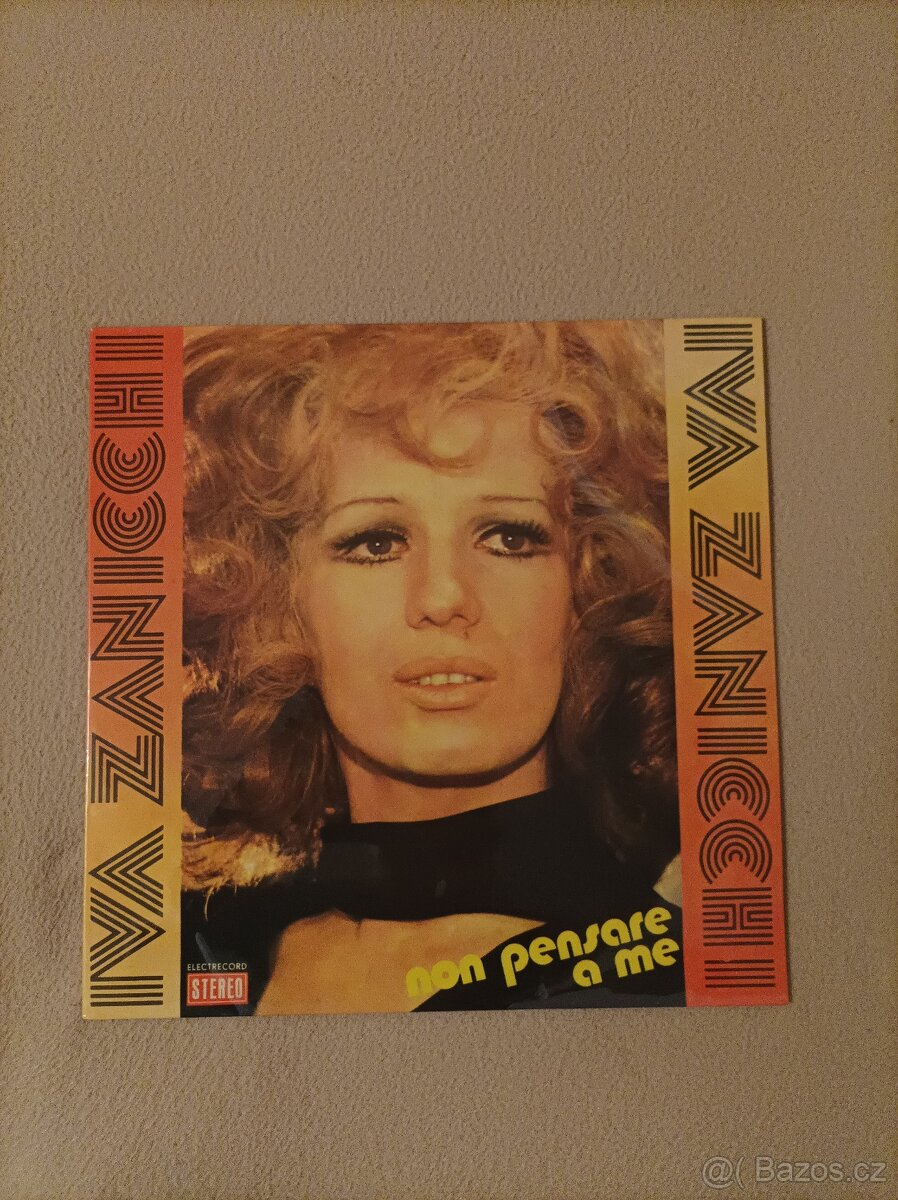 IVA ZANICCHI
IVA ZANICCHI
non pensare
a me
ELECTRECORD
STEREO
@( Bazos.cz